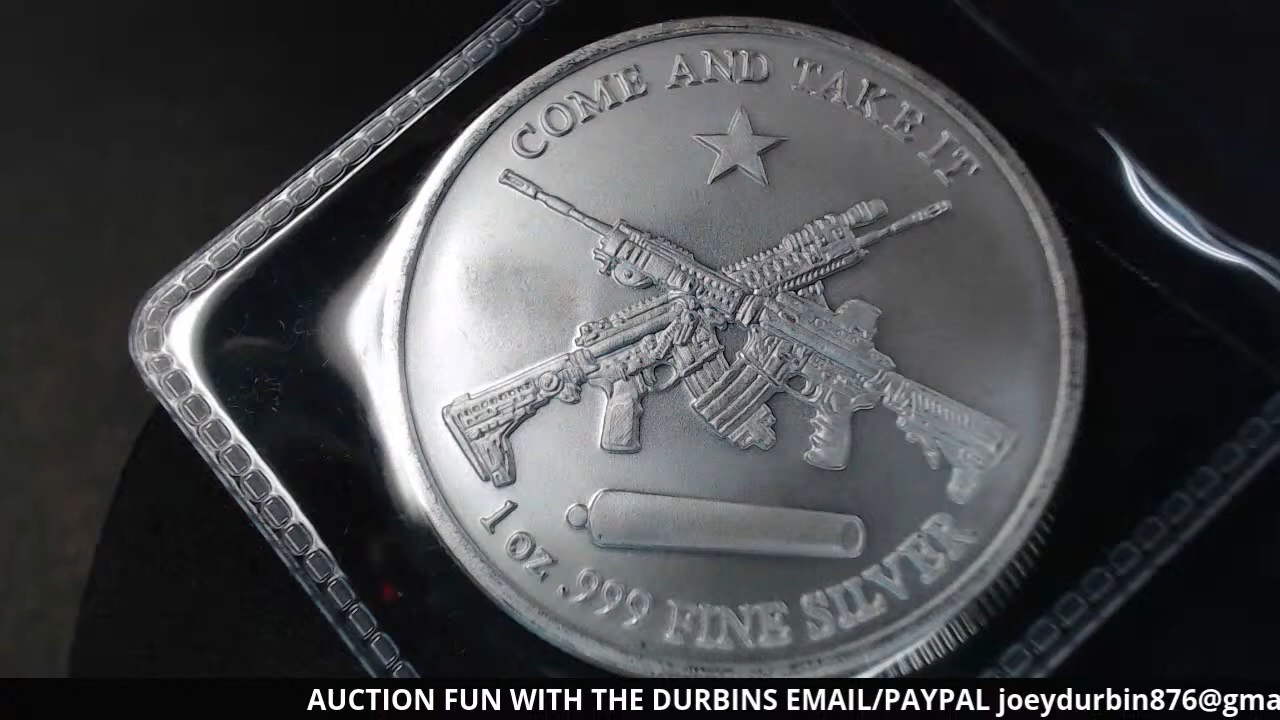 COME AND TAKE IT
1 OZ .999 FINE SILVER
AUCTION FUN WITH THE DURBINS EMAIL/PAYPAL joeydurbin876@gma